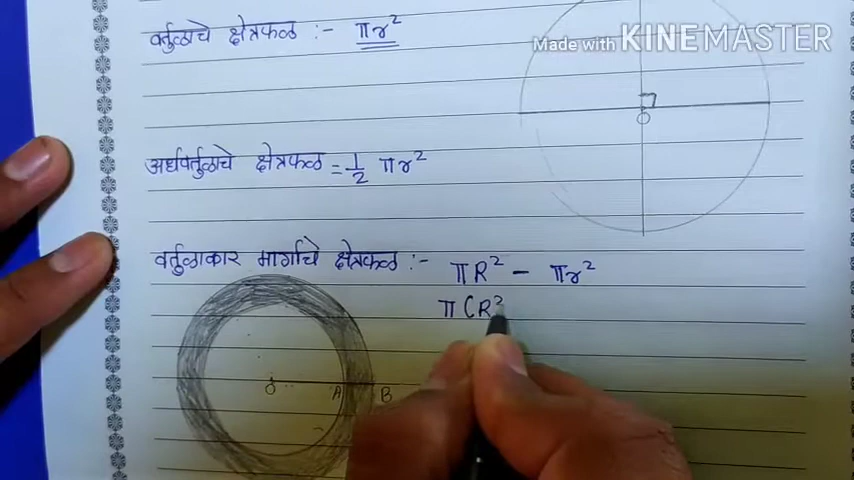 वर्तुळाचे क्षेत्रफळ :- πr²
Made with KINEMASTER
O
अर्धवर्तुळाचे क्षेत्रफळ = 1/2 πr²
वर्तुळाकार मार्गाचे क्षेत्रफळ :- πR² - πr²
π(R²
O A B